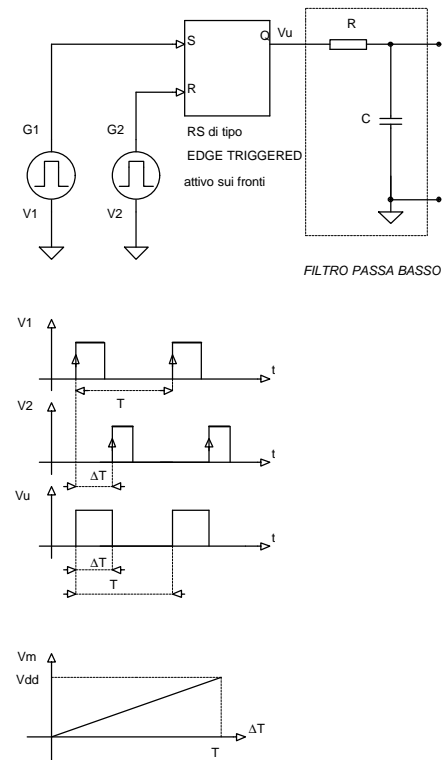 R
S
Q
Vu
R
C
G1
G2
RS di tipo
EDGE TRIGGERED
attivo sui fronti
V1
V2
FILTRO PASSA BASSO
V1
t
T
V2
t
ΔT
Vu
t
ΔT
T
Vm
Vdd
ΔT
T